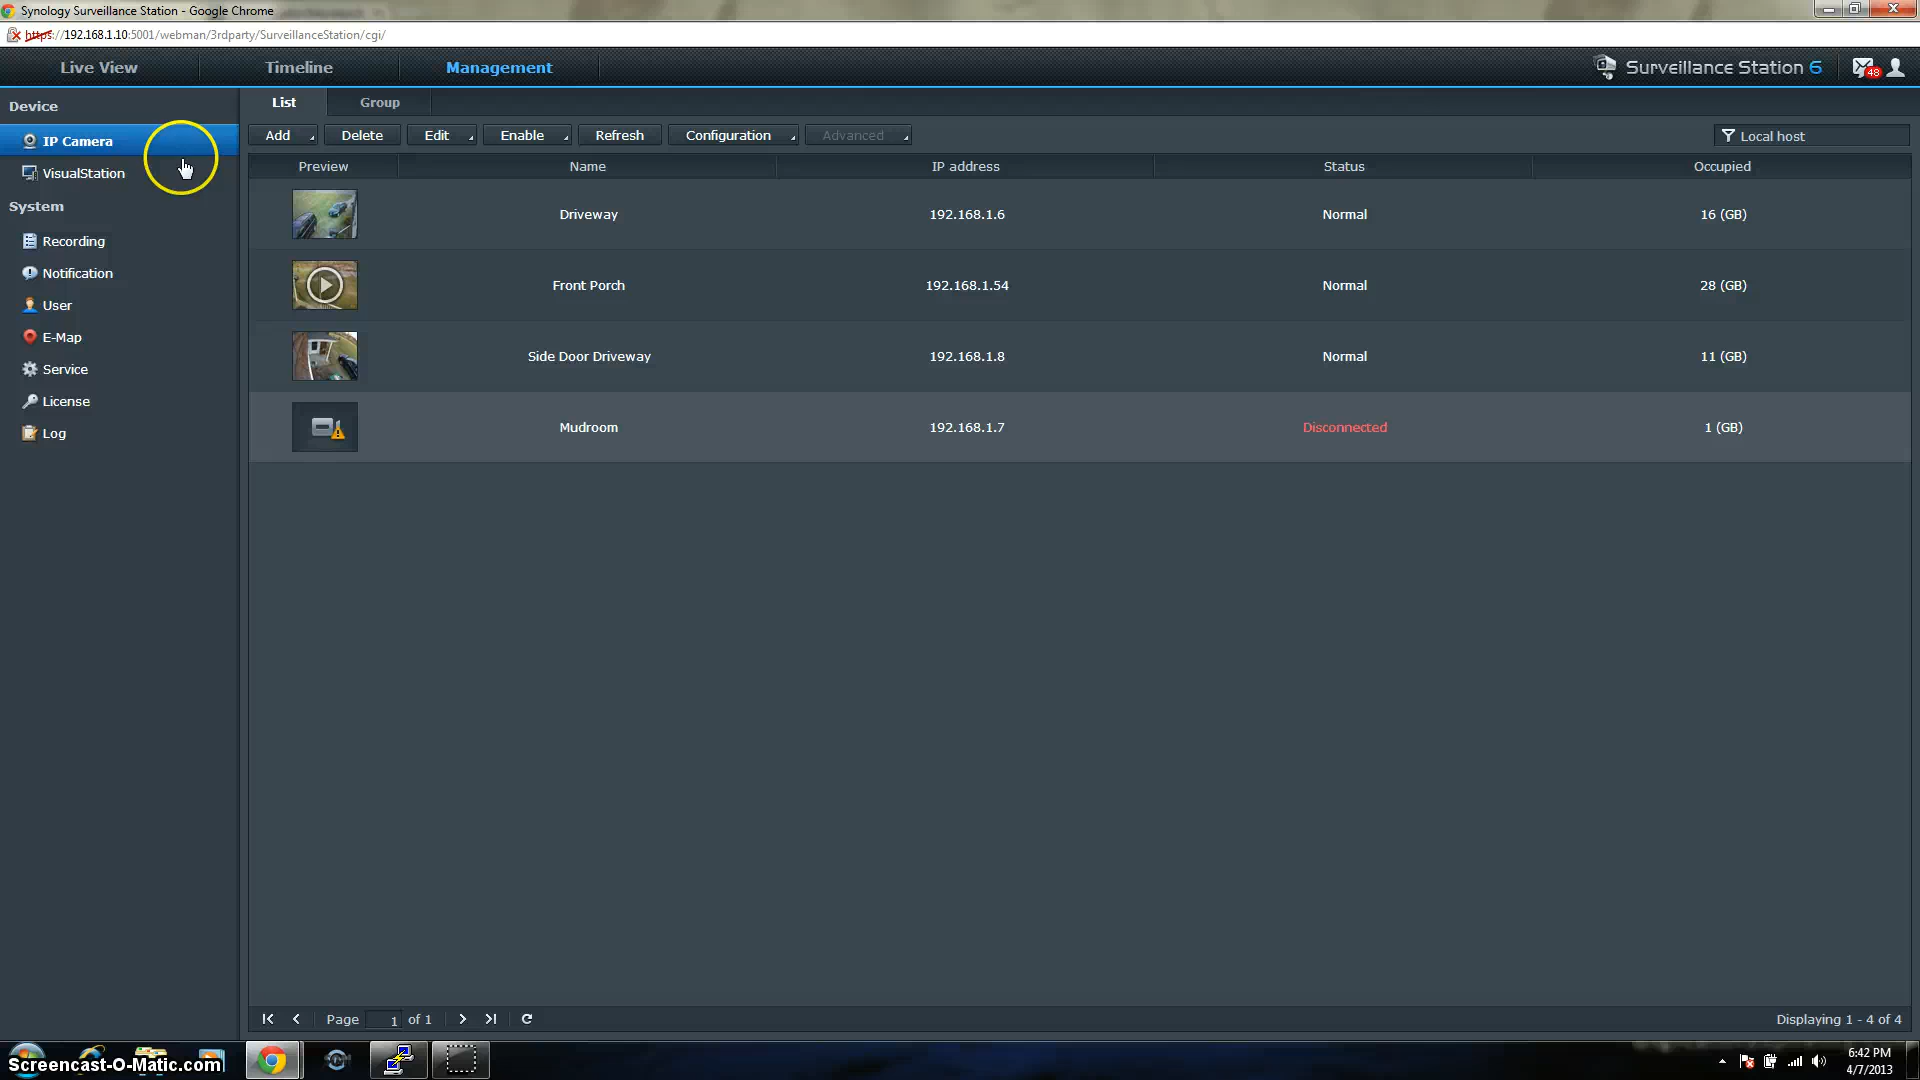 Synology Surveillance Station - Google Chrome
https://192.168.1.10:5001/webman/3rdparty/SurveillanceStation/cgi/
Live View Timeline Management Surveillance Station 6 48
Device
IP Camera
VisualStation
System
Recording
Notification
User
E-Map
Service
License
Log
List Group
Add Delete Edit Enable Refresh Configuration Advanced Local host
Preview Name IP address Status Occupied
Driveway 192.168.1.6 Normal 16 (GB)
Front Porch 192.168.1.54 Normal 28 (GB)
Side Door Driveway 192.168.1.8 Normal 11 (GB)
Mudroom 192.168.1.7 Disconnected 1 (GB)
Page 1 of 1 Displaying 1 - 4 of 4
Screencast-O-Matic.com
6:42 PM
4/7/2013